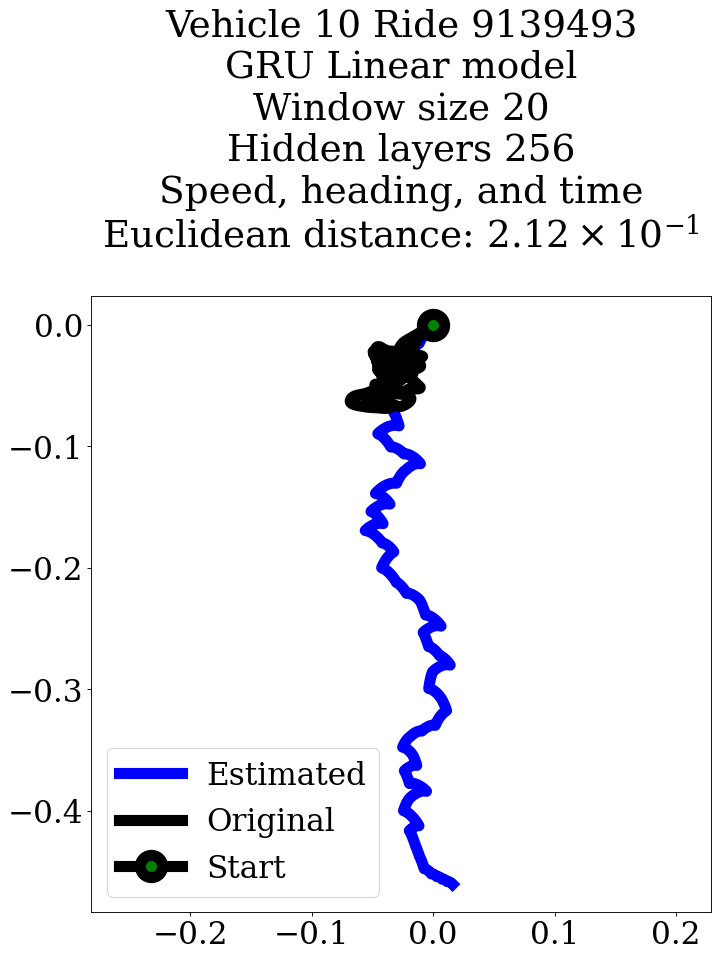 Vehicle 10 Ride 9139493
GRU Linear model
Window size 20
Hidden layers 256
Speed, heading, and time
Euclidean distance: 2.12 × 10⁻¹
0.0
−0.1
−0.2
−0.3
−0.4
Estimated
Original
Start
−0.2 −0.1 0.0 0.1 0.2